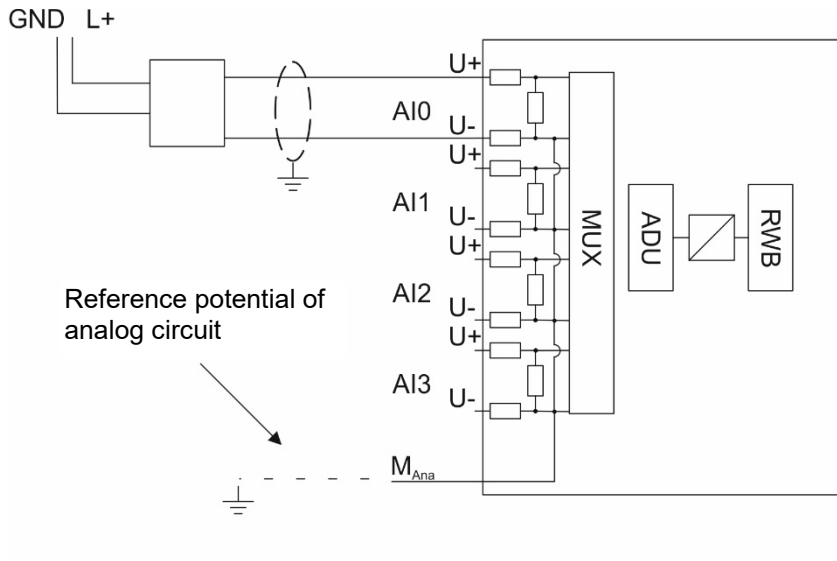 GND L+
U+
AI0
U-
U+
AI1
U-
U+
AI2
U-
U+
AI3
U-
MUX
ADU
RWB
Reference potential of
analog circuit
MAna